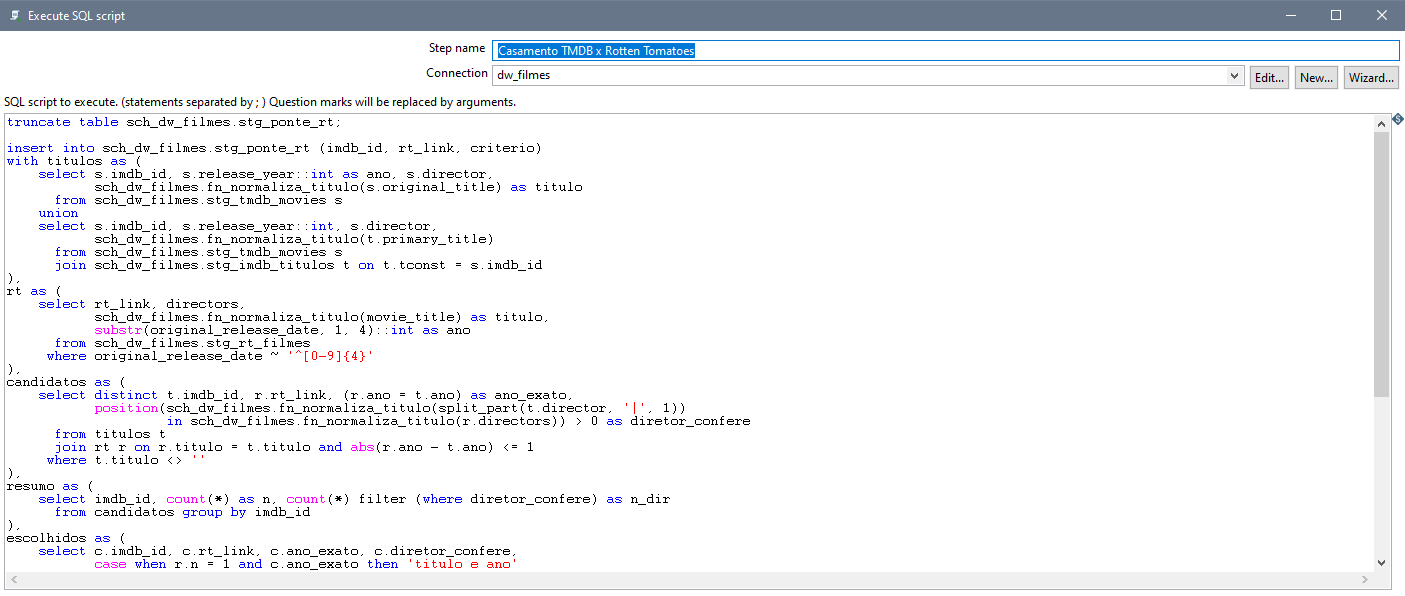 Execute SQL script
Step name Casamento TMDB x Rotten Tomatoes
Connection dw_filmes Edit... New... Wizard...
SQL script to execute. (statements separated by ; ) Question marks will be replaced by arguments.
truncate table sch_dw_filmes.stg_ponte_rt;
insert into sch_dw_filmes.stg_ponte_rt (imdb_id, rt_link, criterio)
with titulos as (
    select s.imdb_id, s.release_year::int as ano, s.director,
           sch_dw_filmes.fn_normaliza_titulo(s.original_title) as titulo
      from sch_dw_filmes.stg_tmdb_movies s
    union
    select s.imdb_id, s.release_year::int, s.director,
           sch_dw_filmes.fn_normaliza_titulo(t.primary_title)
      from sch_dw_filmes.stg_tmdb_movies s
      join sch_dw_filmes.stg_imdb_titulos t on t.tconst = s.imdb_id
),
rt as (
    select rt_link, directors,
           sch_dw_filmes.fn_normaliza_titulo(movie_title) as titulo,
           substr(original_release_date, 1, 4)::int as ano
      from sch_dw_filmes.stg_rt_filmes
     where original_release_date ~ '^[0-9]{4}'
),
candidatos as (
    select distinct t.imdb_id, r.rt_link, (r.ano = t.ano) as ano_exato,
           position(sch_dw_filmes.fn_normaliza_titulo(split_part(t.director, '|', 1))
                    in sch_dw_filmes.fn_normaliza_titulo(r.directors)) > 0 as diretor_confere
      from titulos t
      join rt r on r.titulo = t.titulo and abs(r.ano - t.ano) <= 1
     where t.titulo <> ''
),
resumo as (
    select imdb_id, count(*) as n, count(*) filter (where diretor_confere) as n_dir
      from candidatos group by imdb_id
),
escolhidos as (
    select c.imdb_id, c.rt_link, c.ano_exato, c.diretor_confere,
           case when r.n = 1 and c.ano_exato then 'titulo e ano'